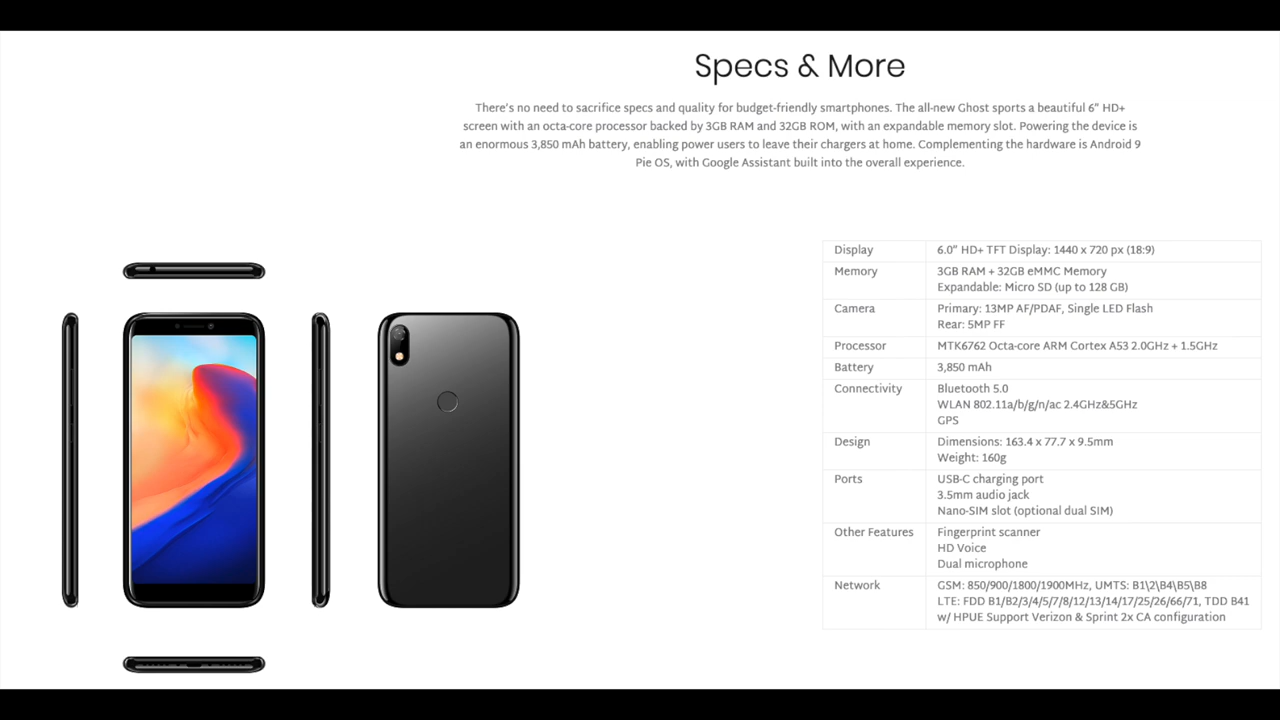 Specs & More
There's no need to sacrifice specs and quality for budget-friendly smartphones. The all-new Ghost sports a beautiful 6” HD+
screen with an octa-core processor backed by 3GB RAM and 32GB ROM, with an expandable memory slot. Powering the device is
an enormous 3,850 mAh battery, enabling power users to leave their chargers at home. Complementing the hardware is Android 9
Pie OS, with Google Assistant built into the overall experience.
Display 6.0” HD+ TFT Display: 1440 x 720 px (18:9)
Memory 3GB RAM + 32GB eMMC Memory
Expandable: Micro SD (up to 128 GB)
Camera Primary: 13MP AF/PDAF, Single LED Flash
Rear: 5MP FF
Processor MTK6762 Octa-core ARM Cortex A53 2.0GHz + 1.5GHz
Battery 3,850 mAh
Connectivity Bluetooth 5.0
WLAN 802.11a/b/g/n/ac 2.4GHz&5GHz
GPS
Design Dimensions: 163.4 x 77.7 x 9.5mm
Weight: 160g
Ports USB-C charging port
3.5mm audio jack
Nano-SIM slot (optional dual SIM)
Other Features Fingerprint scanner
HD Voice
Dual microphone
Network GSM: 850/900/1800/1900MHz, UMTS: B1\2\B4\B5\B8
LTE: FDD B1/B2/3/4/5/7/8/12/13/14/17/25/26/66/71, TDD B41
w/ HPUE Support Verizon & Sprint 2x CA configuration